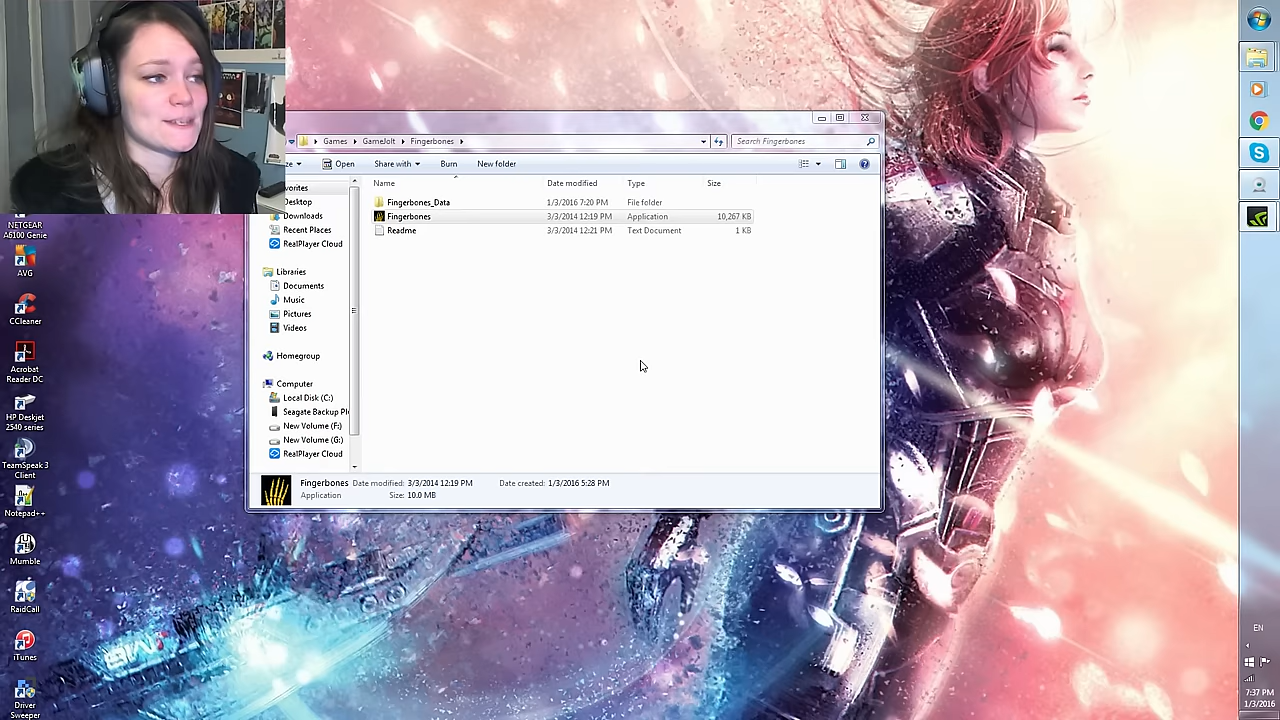 Games ▸ GameJolt ▸ Fingerbones ▸
Search Fingerbones
Open
Share with
Burn
New folder
Name
Date modified
Type
Size
Fingerbones_Data
1/3/2016 7:20 PM
File folder
Fingerbones
3/3/2014 12:19 PM
Application
10,267 KB
Readme
3/3/2014 12:21 PM
Text Document
1 KB
vorites
Desktop
Downloads
Recent Places
RealPlayer Cloud
Libraries
Documents
Music
Pictures
Videos
Homegroup
Computer
Local Disk (C:)
Seagate Backup Pl
New Volume (F:)
New Volume (G:)
RealPlayer Cloud
Fingerbones Date modified: 3/3/2014 12:19 PM Date created: 1/3/2016 5:28 PM
Application Size: 10.0 MB
NETGEAR
A6100 Genie
AVG
CCleaner
Acrobat
Reader DC
HP Deskjet
2540 series
TeamSpeak 3
Client
Notepad++
Mumble
RaidCall
iTunes
Driver
Sweeper
EN
7:37 PM
1/3/2016